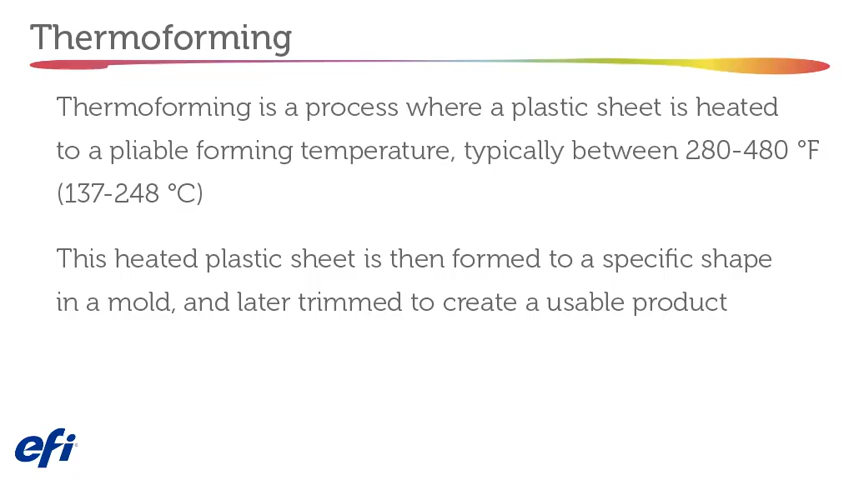 Thermoforming
Thermoforming is a process where a plastic sheet is heated
to a pliable forming temperature, typically between 280-480 °F
(137-248 °C)
This heated plastic sheet is then formed to a specific shape
in a mold, and later trimmed to create a usable product
efi